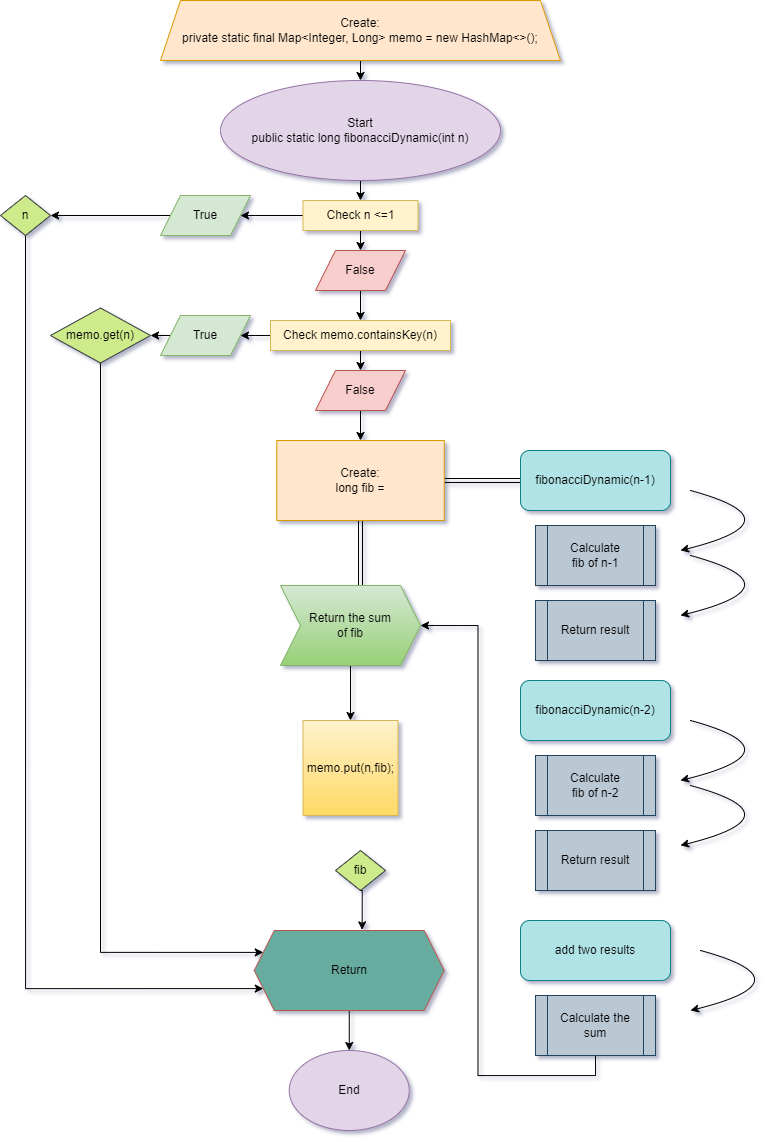 Create:
private static final Map<Integer, Long> memo = new HashMap<>();
Start
public static long fibonacciDynamic(int n)
n
True
Check n <=1
False
memo.get(n)
True
Check memo.containsKey(n)
False
Create:
long fib =
fibonacciDynamic(n-1)
Calculate
fib of n-1
Return result
Return the sum
of fib
fibonacciDynamic(n-2)
Calculate
fib of n-2
Return result
memo.put(n,fib);
fib
Return
add two results
Calculate the
sum
End